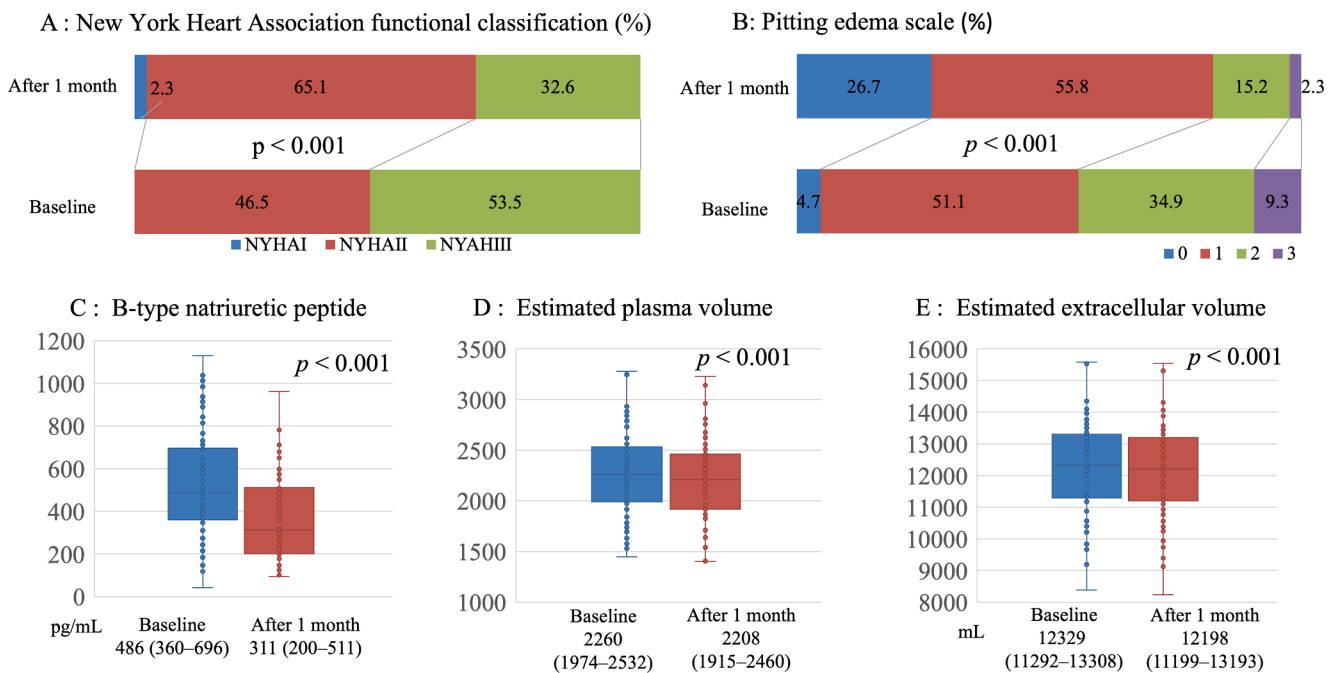 A : New York Heart Association functional classification (%)
After 1 month
2.3
65.1
32.6
p < 0.001
Baseline
46.5
53.5
NYHAI
NYHAII
NYAHIII
B: Pitting edema scale (%)
After 1 month
26.7
55.8
15.2
2.3
p < 0.001
Baseline
4.7
51.1
34.9
9.3
0
1
2
3
C : B-type natriuretic peptide
1200
1000
800
600
400
200
0
p < 0.001
pg/mL
Baseline
486 (360–696)
After 1 month
311 (200–511)
D : Estimated plasma volume
3500
3000
2500
2000
1500
1000
p < 0.001
Baseline
2260
(1974–2532)
After 1 month
2208
(1915–2460)
E : Estimated extracellular volume
16000
15000
14000
13000
12000
11000
10000
9000
8000
p < 0.001
mL
Baseline
12329
(11292–13308)
After 1 month
12198
(11199–13193)